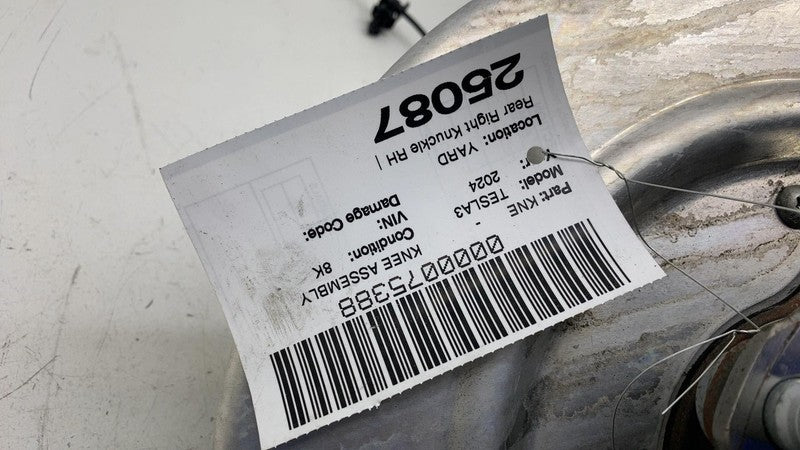 0000075388
Part: KNE - KNEE ASSEMBLY
Model: TESLA3 Condition: 8K
Yr: 2024 VIN:
Damage Code:
Location: YARD
Rear Right Knuckle RH |
25087